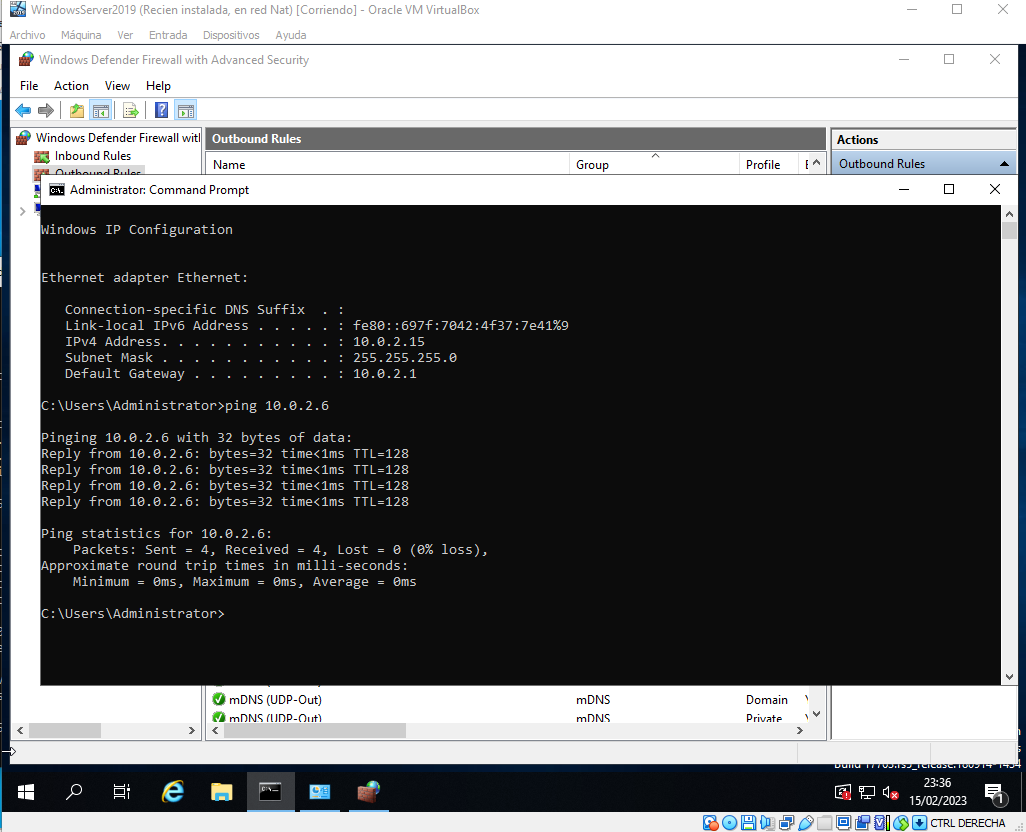 WindowsServer2019 (Recien instalada, en red Nat) [Corriendo] - Oracle VM VirtualBox
Archivo Máquina Ver Entrada Dispositivos Ayuda
Windows Defender Firewall with Advanced Security
File Action View Help
Windows Defender Firewall with
Inbound Rules
Outbound Rules
Outbound Rules
Name Group Profile
Actions
Outbound Rules
Administrator: Command Prompt
Windows IP Configuration
Ethernet adapter Ethernet:
Connection-specific DNS Suffix . :
Link-local IPv6 Address . . . . . : fe80::697f:7042:4f37:7e41%9
IPv4 Address. . . . . . . . . . . : 10.0.2.15
Subnet Mask . . . . . . . . . . . : 255.255.255.0
Default Gateway . . . . . . . . . : 10.0.2.1
C:\Users\Administrator>ping 10.0.2.6
Pinging 10.0.2.6 with 32 bytes of data:
Reply from 10.0.2.6: bytes=32 time<1ms TTL=128
Reply from 10.0.2.6: bytes=32 time<1ms TTL=128
Reply from 10.0.2.6: bytes=32 time<1ms TTL=128
Reply from 10.0.2.6: bytes=32 time<1ms TTL=128
Ping statistics for 10.0.2.6:
Packets: Sent = 4, Received = 4, Lost = 0 (0% loss),
Approximate round trip times in milli-seconds:
Minimum = 0ms, Maximum = 0ms, Average = 0ms
C:\Users\Administrator>
mDNS (UDP-Out) mDNS Domain
mDNS (UDP-Out) mDNS Private
Build 17763.rs5_release.180914-1434
23:36
15/02/2023
1
CTRL DERECHA